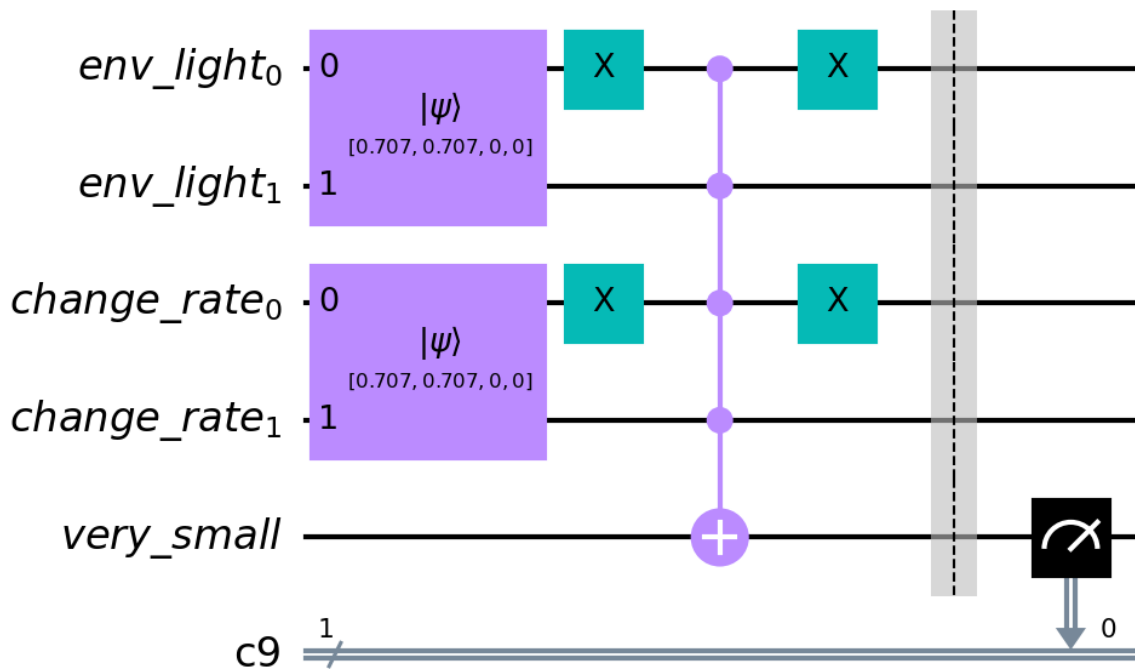 env_light₀ 0 X X
|ψ⟩
[0.707, 0.707, 0, 0]
env_light₁ 1
change_rate₀ 0 X X
|ψ⟩
[0.707, 0.707, 0, 0]
change_rate₁ 1
very_small
1 0
c9